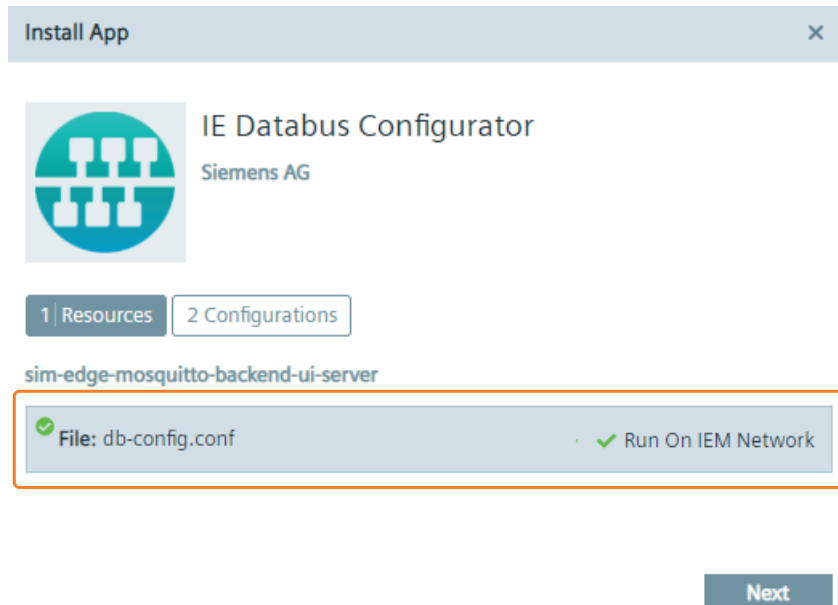 Install App
IE Databus Configurator
Siemens AG
1 Resources
2 Configurations
sim-edge-mosquitto-backend-ui-server
File: db-config.conf
Run On IEM Network
Next